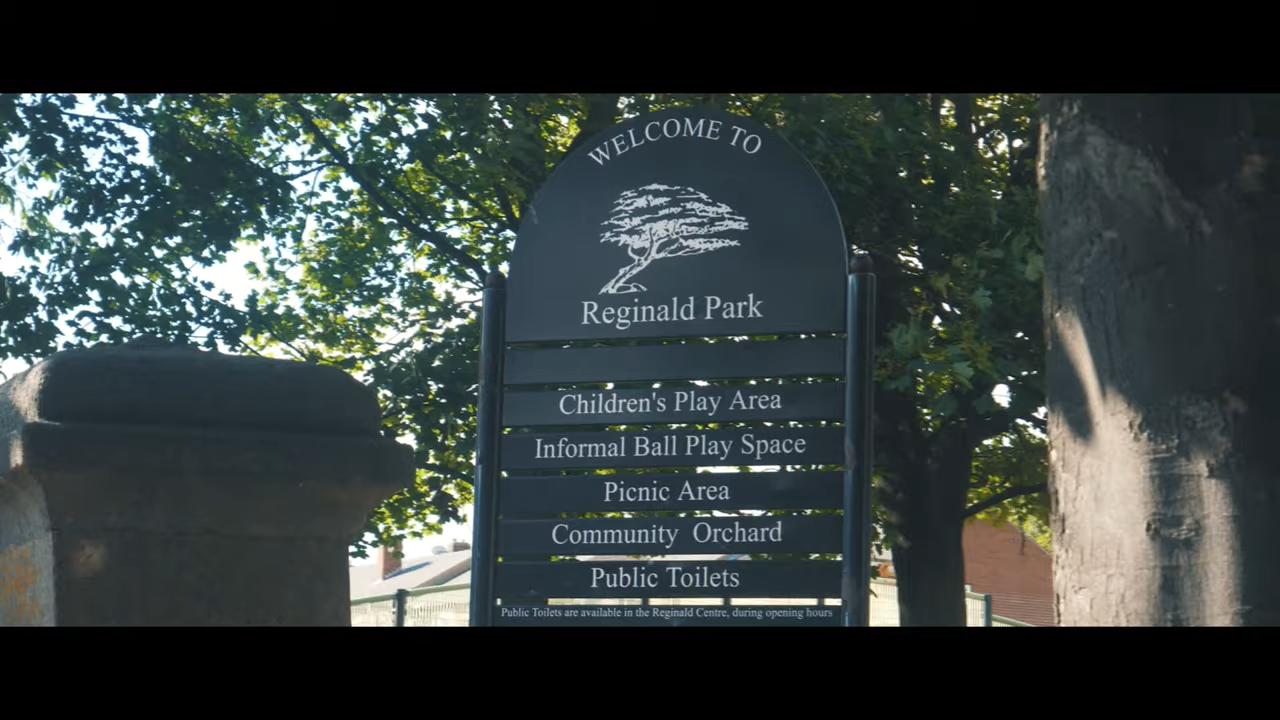 WELCOME TO
Reginald Park
Children's Play Area
Informal Ball Play Space
Picnic Area
Community Orchard
Public Toilets
Public Toilets are available in the Reginald Centre, during opening hours